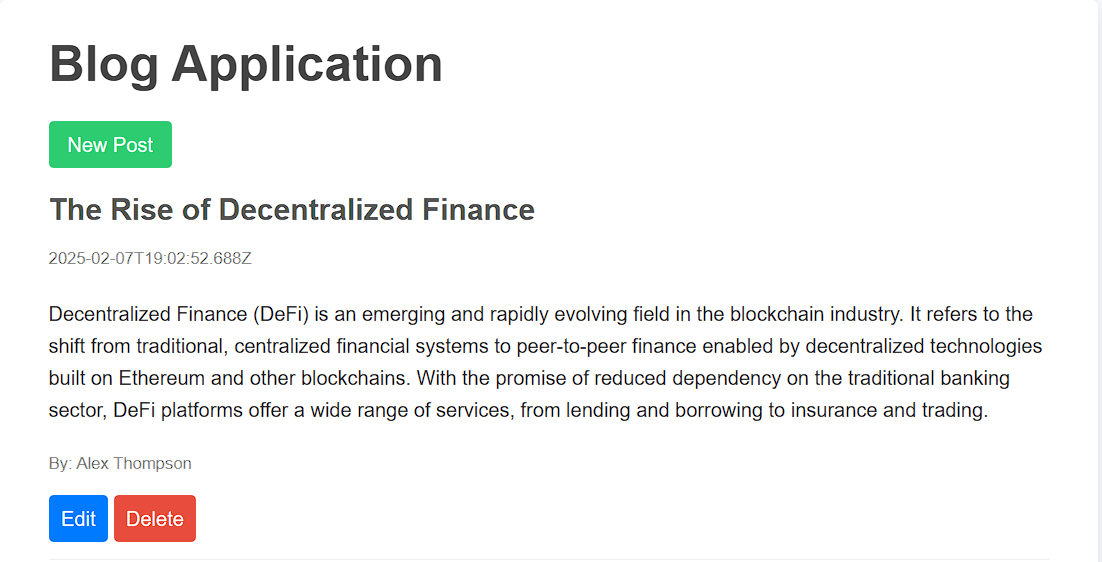 Blog Application
New Post
The Rise of Decentralized Finance
2025-02-07T19:02:52.688Z
Decentralized Finance (DeFi) is an emerging and rapidly evolving field in the blockchain industry. It refers to the
shift from traditional, centralized financial systems to peer-to-peer finance enabled by decentralized technologies
built on Ethereum and other blockchains. With the promise of reduced dependency on the traditional banking
sector, DeFi platforms offer a wide range of services, from lending and borrowing to insurance and trading.
By: Alex Thompson
Edit Delete